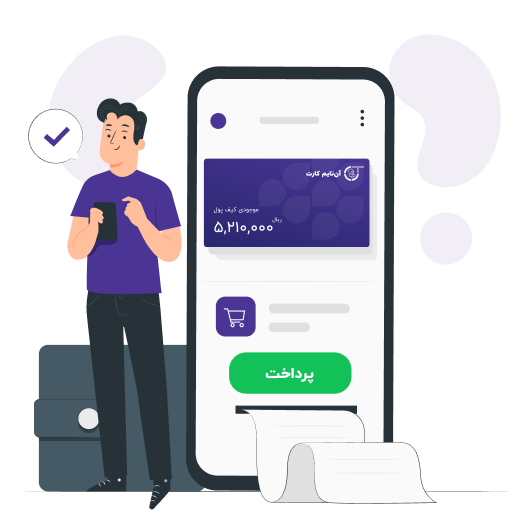 آن‌تایم کارت
موجودی کیف پول
۵,۲۱۰,۰۰۰ ریال
پرداخت